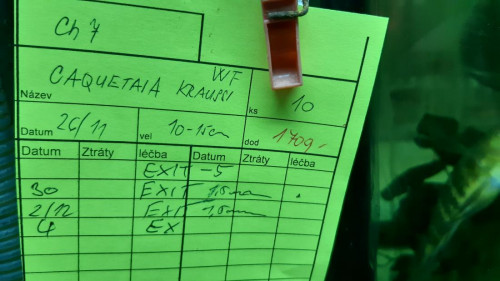 Ch 7
WF
Název CAQUETAIA KRAUSSI ks 10
Datum 26/11 vel 10-15cm dod 1709,-
Datum Ztráty léčba Datum Ztráty léčba
EXIT -5
30 EXIT
2/12 EXIT
4 EX